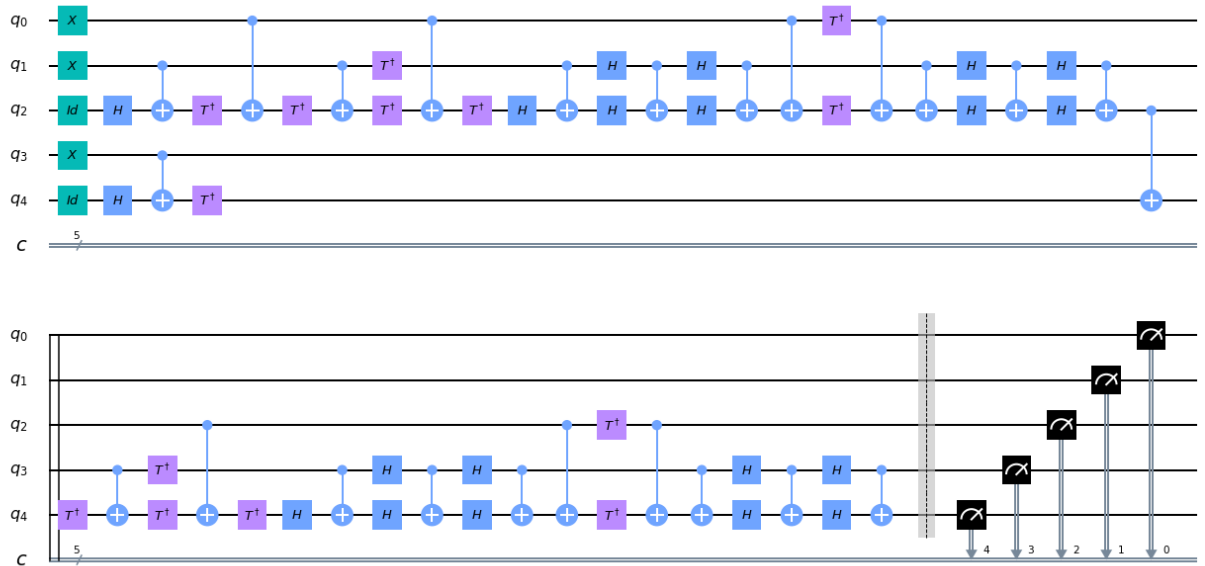 q0 X T†
q1 X T† H H H H
q2 Id H T† T† T† T† H H H T† H H
q3 X
q4 Id H T†
5
C
q0
q1
q2 T†
q3 T† H H H H
q4 T† T† T† H H H T† H H
C 5 4 3 2 1 0